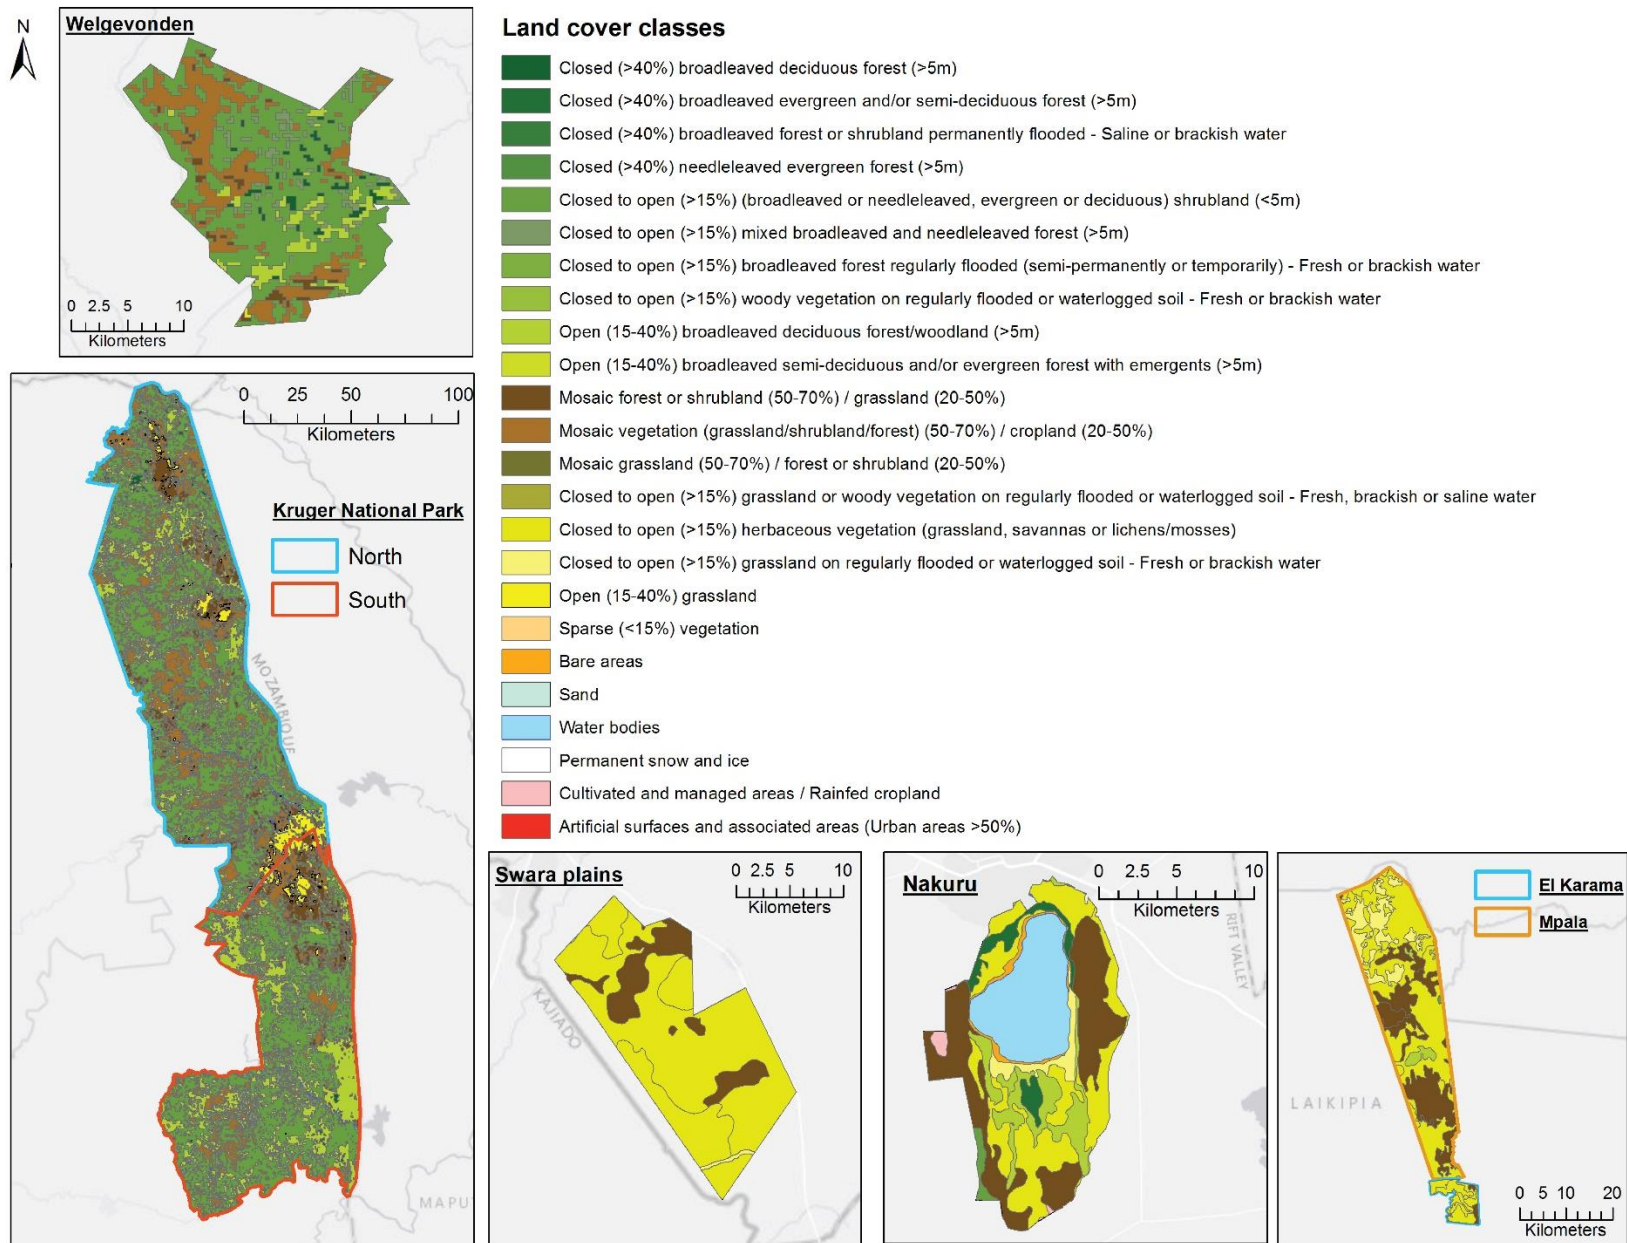 N
Welgevonden
0 2.5 5 10
Kilometers
Land cover classes
Closed (>40%) broadleaved deciduous forest (>5m)
Closed (>40%) broadleaved evergreen and/or semi-deciduous forest (>5m)
Closed (>40%) broadleaved forest or shrubland permanently flooded - Saline or brackish water
Closed (>40%) needleleaved evergreen forest (>5m)
Closed to open (>15%) (broadleaved or needleleaved, evergreen or deciduous) shrubland (<5m)
Closed to open (>15%) mixed broadleaved and needleleaved forest (>5m)
Closed to open (>15%) broadleaved forest regularly flooded (semi-permanently or temporarily) - Fresh or brackish water
Closed to open (>15%) woody vegetation on regularly flooded or waterlogged soil - Fresh or brackish water
Open (15-40%) broadleaved deciduous forest/woodland (>5m)
Open (15-40%) broadleaved semi-deciduous and/or evergreen forest with emergents (>5m)
Mosaic forest or shrubland (50-70%) / grassland (20-50%)
Mosaic vegetation (grassland/shrubland/forest) (50-70%) / cropland (20-50%)
Mosaic grassland (50-70%) / forest or shrubland (20-50%)
Closed to open (>15%) grassland or woody vegetation on regularly flooded or waterlogged soil - Fresh, brackish or saline water
Closed to open (>15%) herbaceous vegetation (grassland, savannas or lichens/mosses)
Closed to open (>15%) grassland on regularly flooded or waterlogged soil - Fresh or brackish water
Open (15-40%) grassland
Sparse (<15%) vegetation
Bare areas
Sand
Water bodies
Permanent snow and ice
Cultivated and managed areas / Rainfed cropland
Artificial surfaces and associated areas (Urban areas >50%)
0 25 50 100
Kilometers
Kruger National Park
North
South
MOZAMBIQUE
MAPUT
Swara plains
0 2.5 5 10
Kilometers
KAJIADO
Nakuru
0 2.5 5 10
Kilometers
RIFT VALLEY
El Karama
Mpala
LAIKIPIA
0 5 10 20
Kilometers